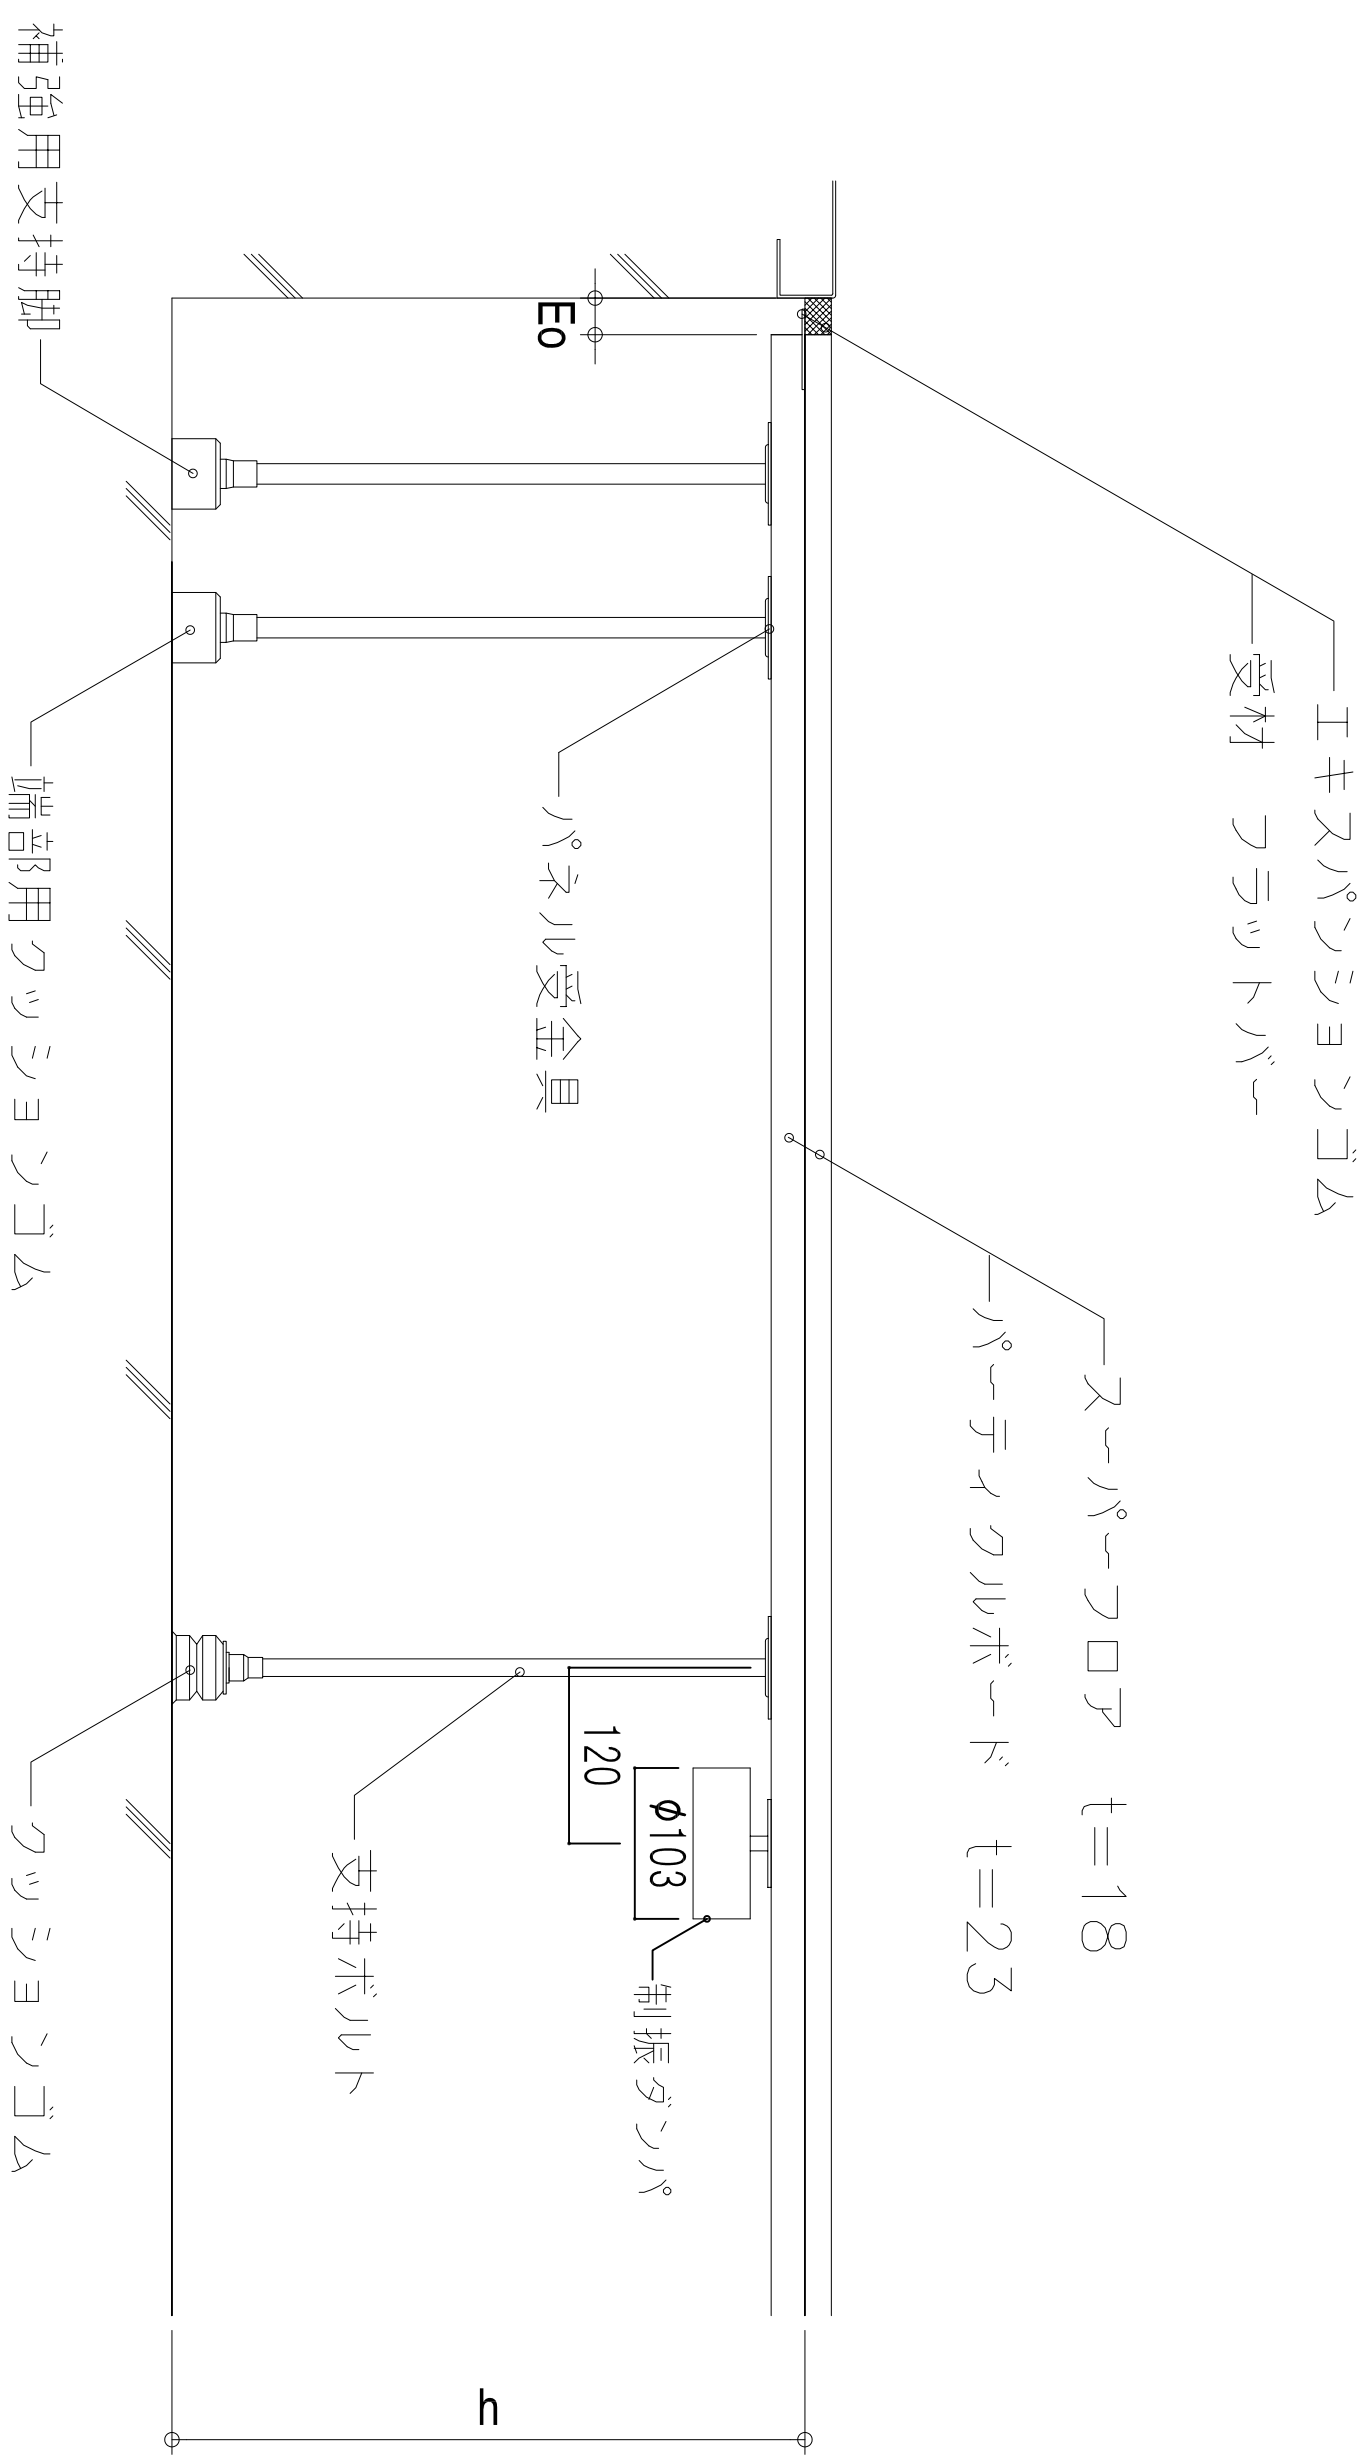 エキスパンションゴム
受材 フラットバー
スーパーフロア t=18
パーティクルボード t=23
Eo
パネル受金具
120
φ103
制振ダンパ
支持ボルト
h
補強用支持脚
端部用クッションゴム
クッションゴム